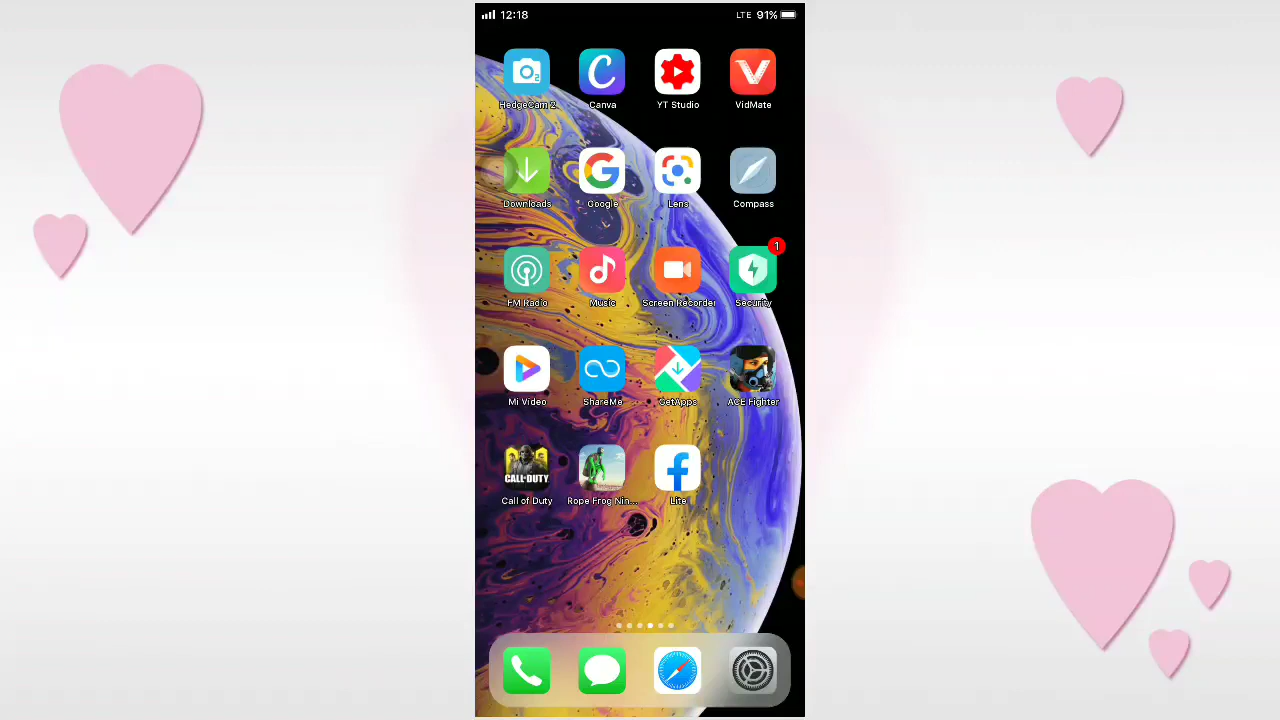 12:18 LTE 91%
HedgeCam 2 Canva YT Studio VidMate
Downloads Google Lens Compass
1
FM Radio Music Screen Recorder Security
Mi Video ShareMe GetApps ACE Fighter
CALL OF DUTY
Call of Duty Rope Frog Nin... Lite